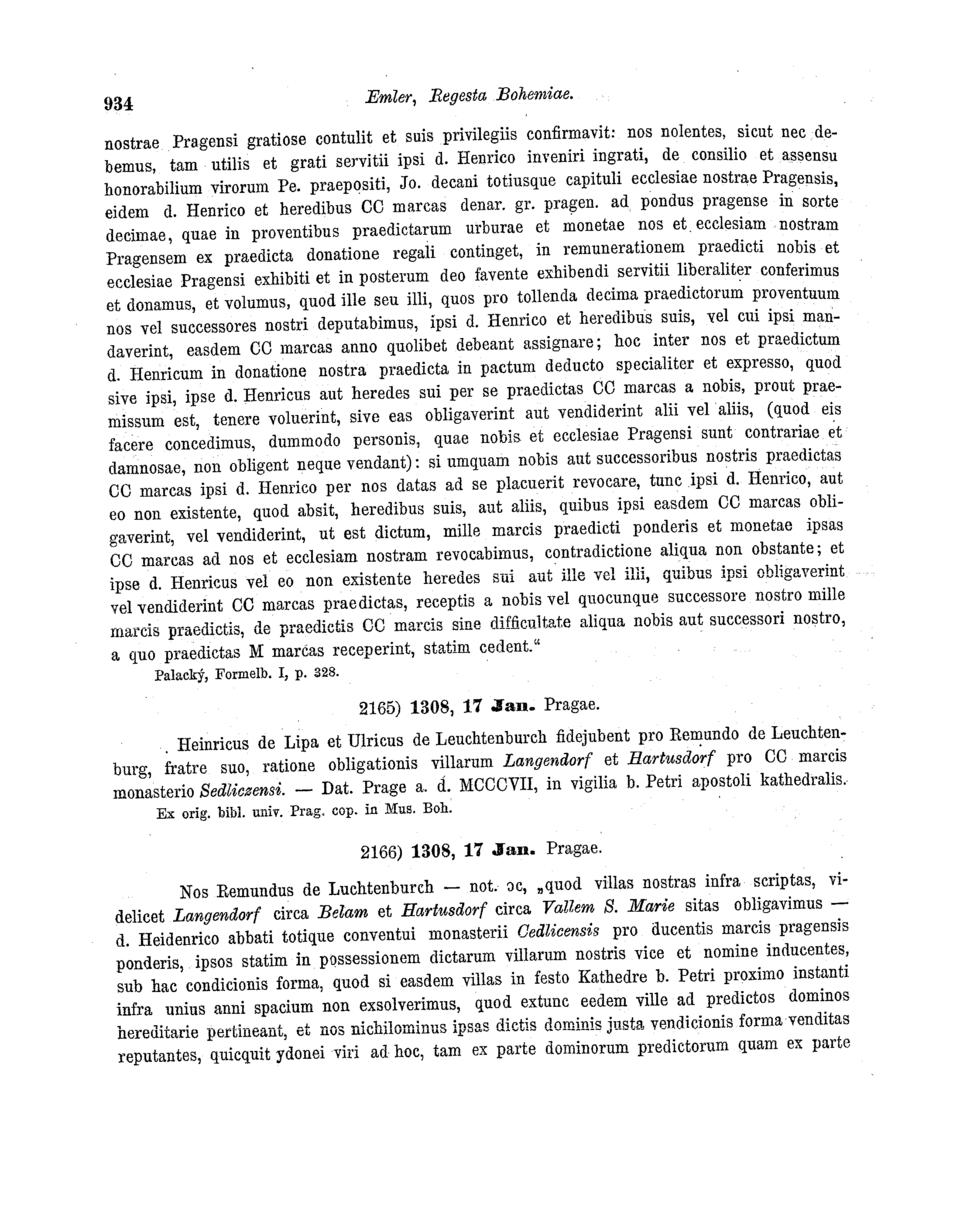 934
Emler, Regesta Bohemiae.
nostrae Pragensi gratiose contulit et suis privilegiis confirmavit: nos nolentes, sicut nec de-
bemus, tam utilis et grati servitii ipsi d. Henrico inveniri ingrati, de consilio et assensu
honorabilium virorum Pe. praepositi, Jo. decani totiusque capituli ecclesiae nostrae Pragensis,
eidem d. Henrico et heredibus CC marcas denar. gr. pragen. ad pondus pragense in sorte
decimae, quae in proventibus praedictarum urburae et monetae nos et ecclesiam nostram
Pragensem ex praedicta donatione regali continget, in remunerationem praedicti nobis et
ecclesiae Pragensi exhibiti et in posterum deo favente exhibendi servitii liberaliter conferimus
et donamus, et volumus, quod ille seu illi, quos pro tollenda decima praedictorum proventuum
nos vel successores nostri deputabimus, ipsi d. Henrico et heredibus suis, vel cui ipsi man-
daverint, easdem CC marcas anno quolibet debeant assignare; hoc inter nos et praedictum
d. Henricum in donatione nostra praedicta in pactum deducto specialiter et expresso, quod
sive ipsi, ipse d. Henricus aut heredes sui per se praedictas CC marcas a nobis, prout prae-
missum est, tenere voluerint, sive eas obligaverint aut vendiderint alii vel aliis, (quod eis
facere concedimus, dummodo personis, quae nobis et ecclesiae Pragensi sunt contrariae et
damnosae, non obligent neque vendant): si umquam nobis aut successoribus nostris praedictas
CC marcas ipsi d. Henrico per nos datas ad se placuerit revocare, tunc ipsi d. Henrico, aut
eo non existente, quod absit, heredibus suis, aut aliis, quibus ipsi easdem CC marcas obli-
gaverint, vel vendiderint, ut est dictum, mille marcis praedicti ponderis et monetae ipsas
CC marcas ad nos et ecclesiam nostram revocabimus, contradictione aliqua non obstante; et
ipse d. Henricus vel eo non existente heredes sui aut ille vel illi, quibus ipsi obligaverint
vel vendiderint CC marcas praedictas, receptis a nobis vel quocunque successore nostro mille
marcis praedictis, de praedictis CC marcis sine difficultate aliqua nobis aut successori nostro,
a quo praedictas M marcas receperint, statim cedent.“
Palacký, Formelb. I, p. 328.
2165) 1308, 17 Jan. Pragae.
Heinricus de Lipa et Ulricus de Leuchtenburch fidejubent pro Remundo de Leuchten-
burg, fratre suo, ratione obligationis villarum Langendorf et Hartusdorf pro CC marcis
monasterio Sedliczensi. — Dat. Prage a. d. MCCCVII, in vigilia b. Petri apostoli kathedralis.
Ex orig. bibl. univ. Prag. cop. in Mus. Boh.
2166) 1308, 17 Jan. Pragae.
Nos Remundus de Luchtenburch — not. oc, „quod villas nostras infra scriptas, vi-
delicet Langendorf circa Belam et Hartusdorf circa Vallem S. Marie sitas obligavimus —
d. Heidenrico abbati totique conventui monasterii Cedlicensis pro ducentis marcis pragensis
ponderis, ipsos statim in possessionem dictarum villarum nostris vice et nomine inducentes,
sub hac condicionis forma, quod si easdem villas in festo Kathedre b. Petri proximo instanti
infra unius anni spacium non exsolverimus, quod extunc eedem ville ad predictos dominos
hereditarie pertineant, et nos nichilominus ipsas dictis dominis justa vendicionis forma venditas
reputantes, quicquit ydonei viri ad hoc, tam ex parte dominorum predictorum quam ex parte